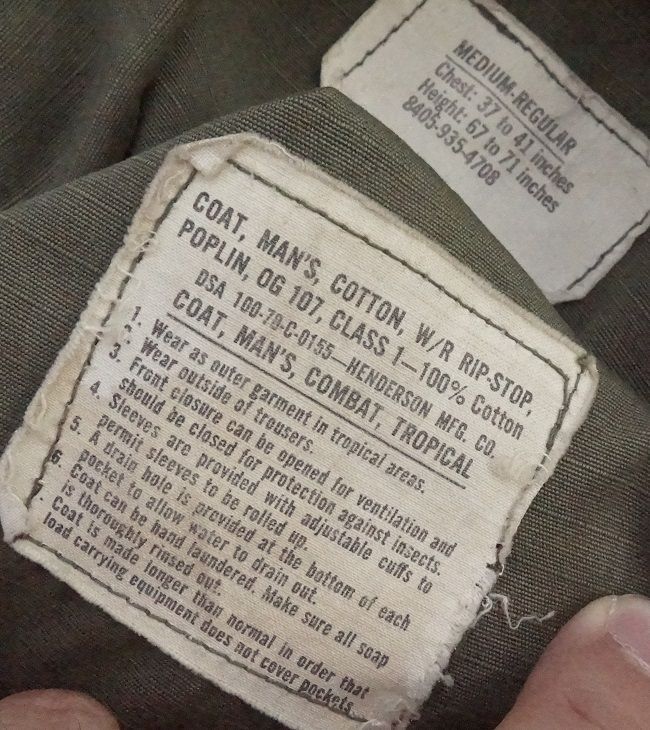 MEDIUM-REGULAR
Chest: 37 to 41 inches
Height: 67 to 71 inches
8405-935-4708
COAT, MAN'S, COTTON, W/R RIP-STOP,
POPLIN, OG 107, CLASS 1—100% Cotton
DSA 100-70-C-0155—HENDERSON MFG. CO.
COAT, MAN'S, COMBAT, TROPICAL
1. Wear as outer garment in tropical areas.
2. Wear outside of trousers.
3. Front closure can be opened for ventilation and
should be closed for protection against insects.
4. Sleeves are provided with adjustable cuffs to
permit sleeves to be rolled up.
5. A drain hole is provided at the bottom of each
pocket to allow water to drain out.
6. Coat can be hand laundered. Make sure all soap
is thoroughly rinsed out.
7. Coat is made longer than normal in order that
load carrying equipment does not cover pockets.